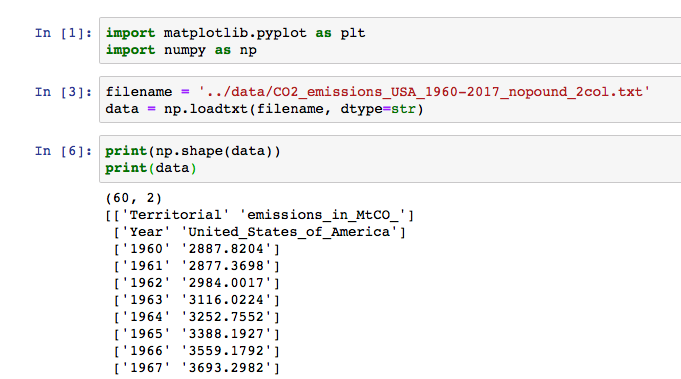 In [1]: import matplotlib.pyplot as plt
import numpy as np
In [3]: filename = '../data/CO2_emissions_USA_1960-2017_nopound_2col.txt'
data = np.loadtxt(filename, dtype=str)
In [6]: print(np.shape(data))
print(data)
(60, 2)
[['Territorial' 'emissions_in_MtCO_']
['Year' 'United_States_of_America']
['1960' '2887.8204']
['1961' '2877.3698']
['1962' '2984.0017']
['1963' '3116.0224']
['1964' '3252.7552']
['1965' '3388.1927']
['1966' '3559.1792']
['1967' '3693.2982']